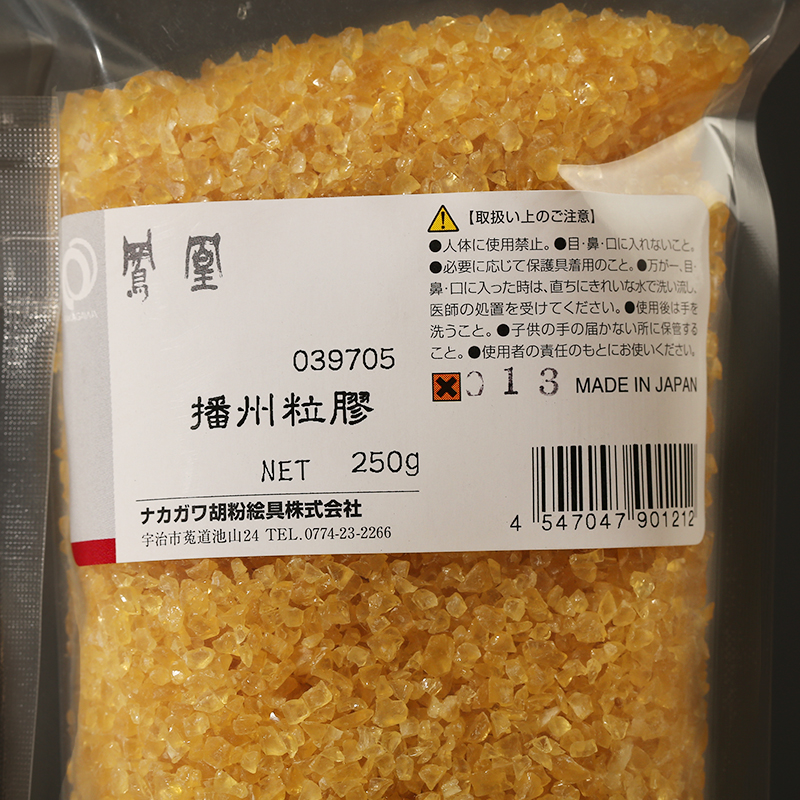 鳳凰
039705
播州粒膠
NET 250g
ナカガワ胡粉絵具株式会社
宇治市菟道池山24 TEL.0774-23-2266
【取扱い上のご注意】
●人体に使用禁止。●目・鼻・口に入れないこと。
●必要に応じて保護具着用のこと。●万が一、目・
鼻・口に入った時は、直ちにきれいな水で洗い流し、
医師の処置を受けてください。●使用後は手を
洗うこと。●子供の手の届かない所に保管する
こと。●使用者の責任のもとにお使いください。
013 MADE IN JAPAN
4 547047 901212